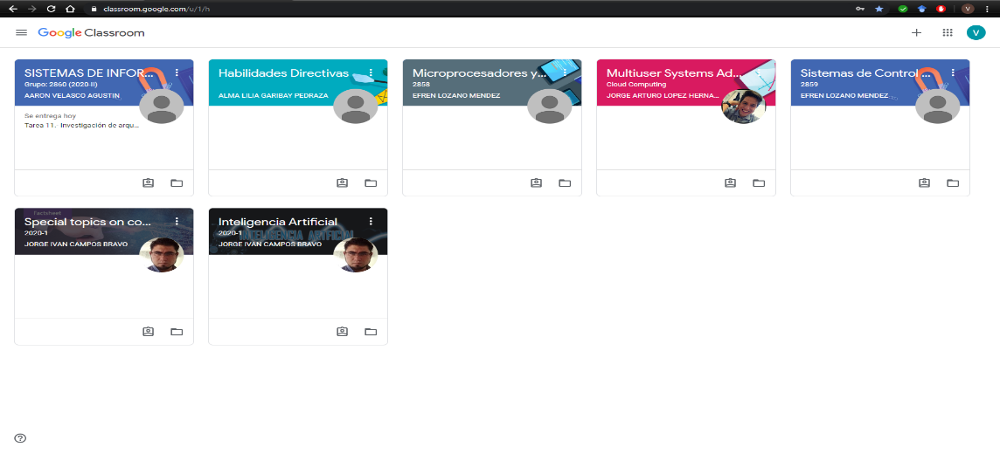 classroom.google.com/u/1/h
V
Google Classroom
V
SISTEMAS DE INFOR...
Grupo: 2860 (2020-II)
AARON VELASCO AGUSTIN
Se entrega hoy
Tarea 11.- Investigación de arqu...
Habilidades Directivas
ALMA LILIA GARIBAY PEDRAZA
Microprocesadores y...
2858
EFREN LOZANO MENDEZ
Multiuser Systems Ad...
Cloud Computing
JORGE ARTURO LOPEZ HERNA...
Sistemas de Control ...
2859
EFREN LOZANO MENDEZ
Factsheet
Special topics on co...
2020-1
JORGE IVAN CAMPOS BRAVO
Inteligencia Artificial
2020-1
INTELIGENCIA ARTIFICIAL
JORGE IVAN CAMPOS BRAVO